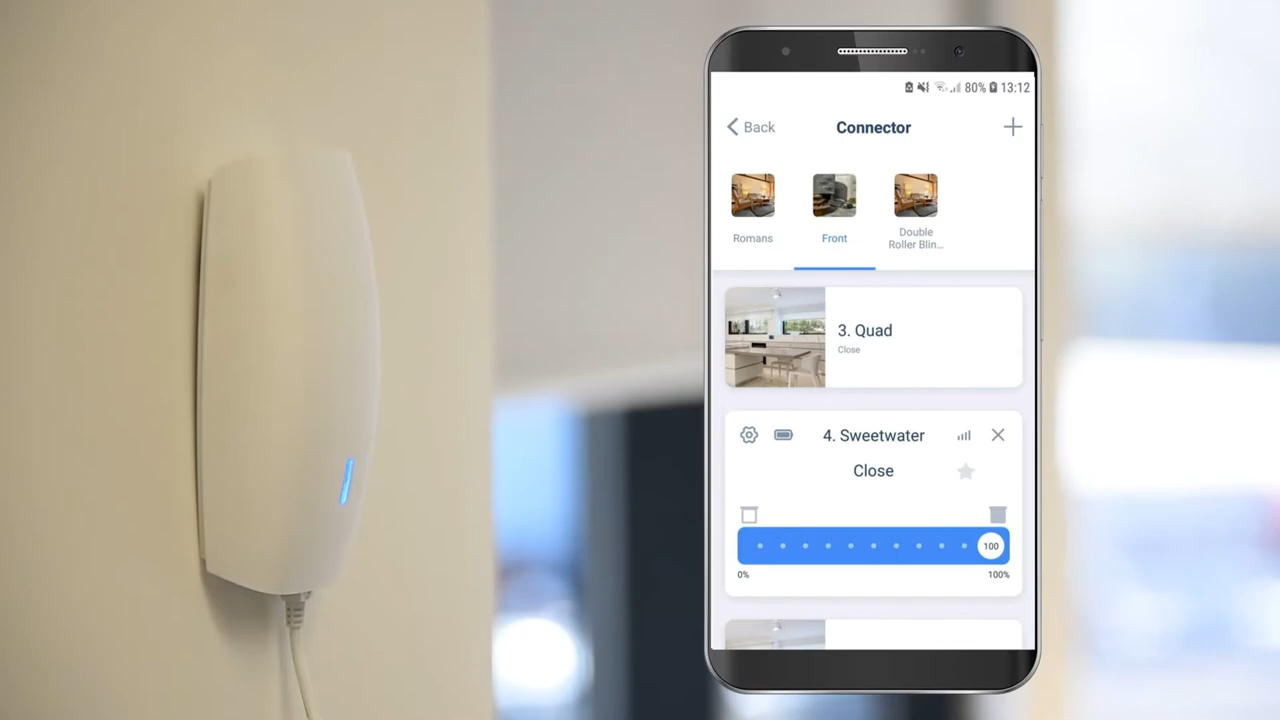 80% 13:12
Back
Connector
Romans
Front
Double
Roller Blin...
3. Quad
Close
4. Sweetwater
Close
100
0%
100%